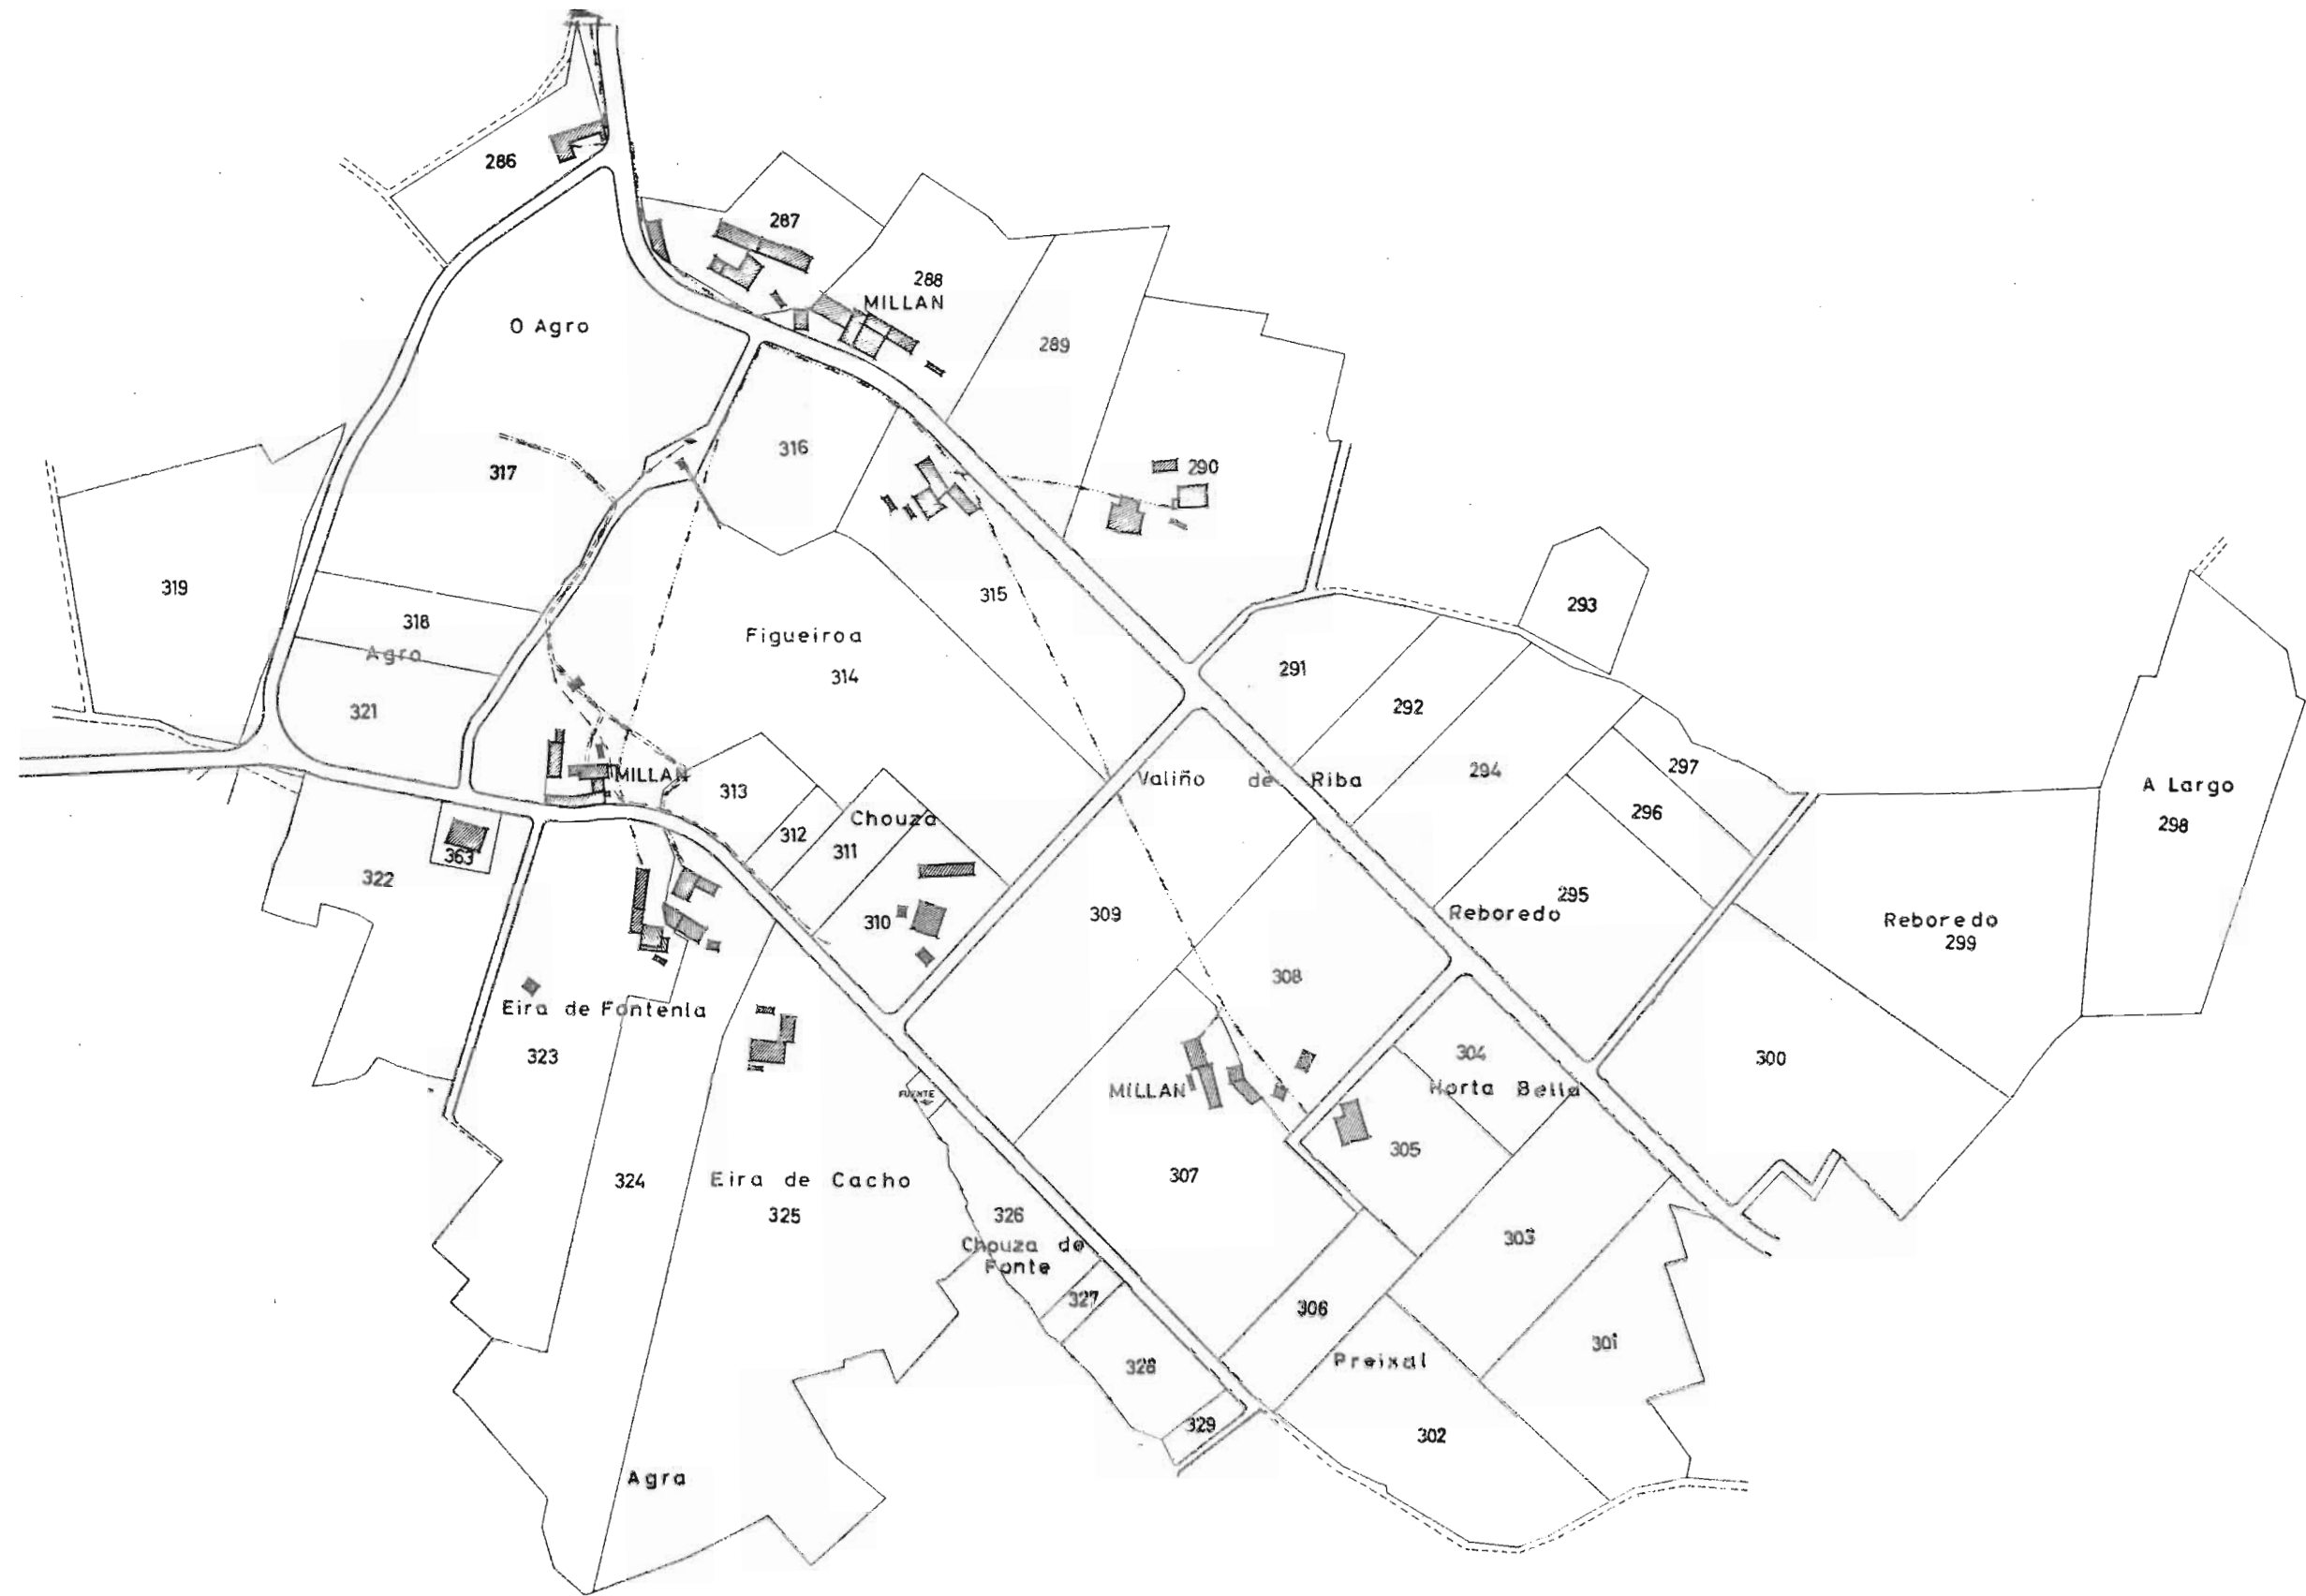 286
287
288
MILLAN
O Agro
289
316
317
290
319
315
293
318
Figueiroa
Agro
291
314
292
321
297
294
MILLAN
Valiño de Riba
A Largo
313
296
Chouza
298
312
311
363
322
295
309
Reboredo
Reboredo
310
299
308
Eira de Fontenla
323
304
300
MILLAN
Horta Bella
FUENTE
305
307
324
Eira de Cacho
325
326
303
Chouza de
Fonte
327
306
301
Preixal
328
329
302
Agra